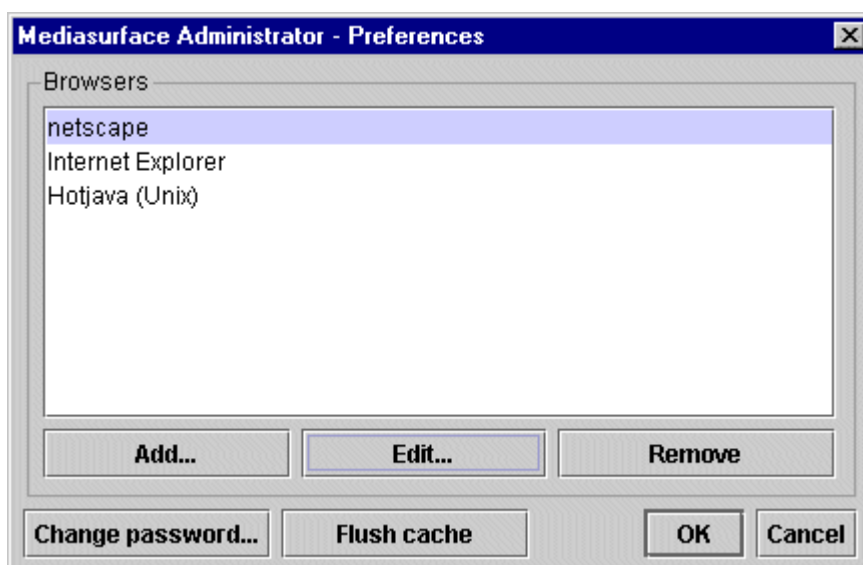 Mediasurface Administrator - Preferences
Browsers
netscape
Internet Explorer
Hotjava (Unix)
Add... Edit... Remove
Change password... Flush cache OK Cancel